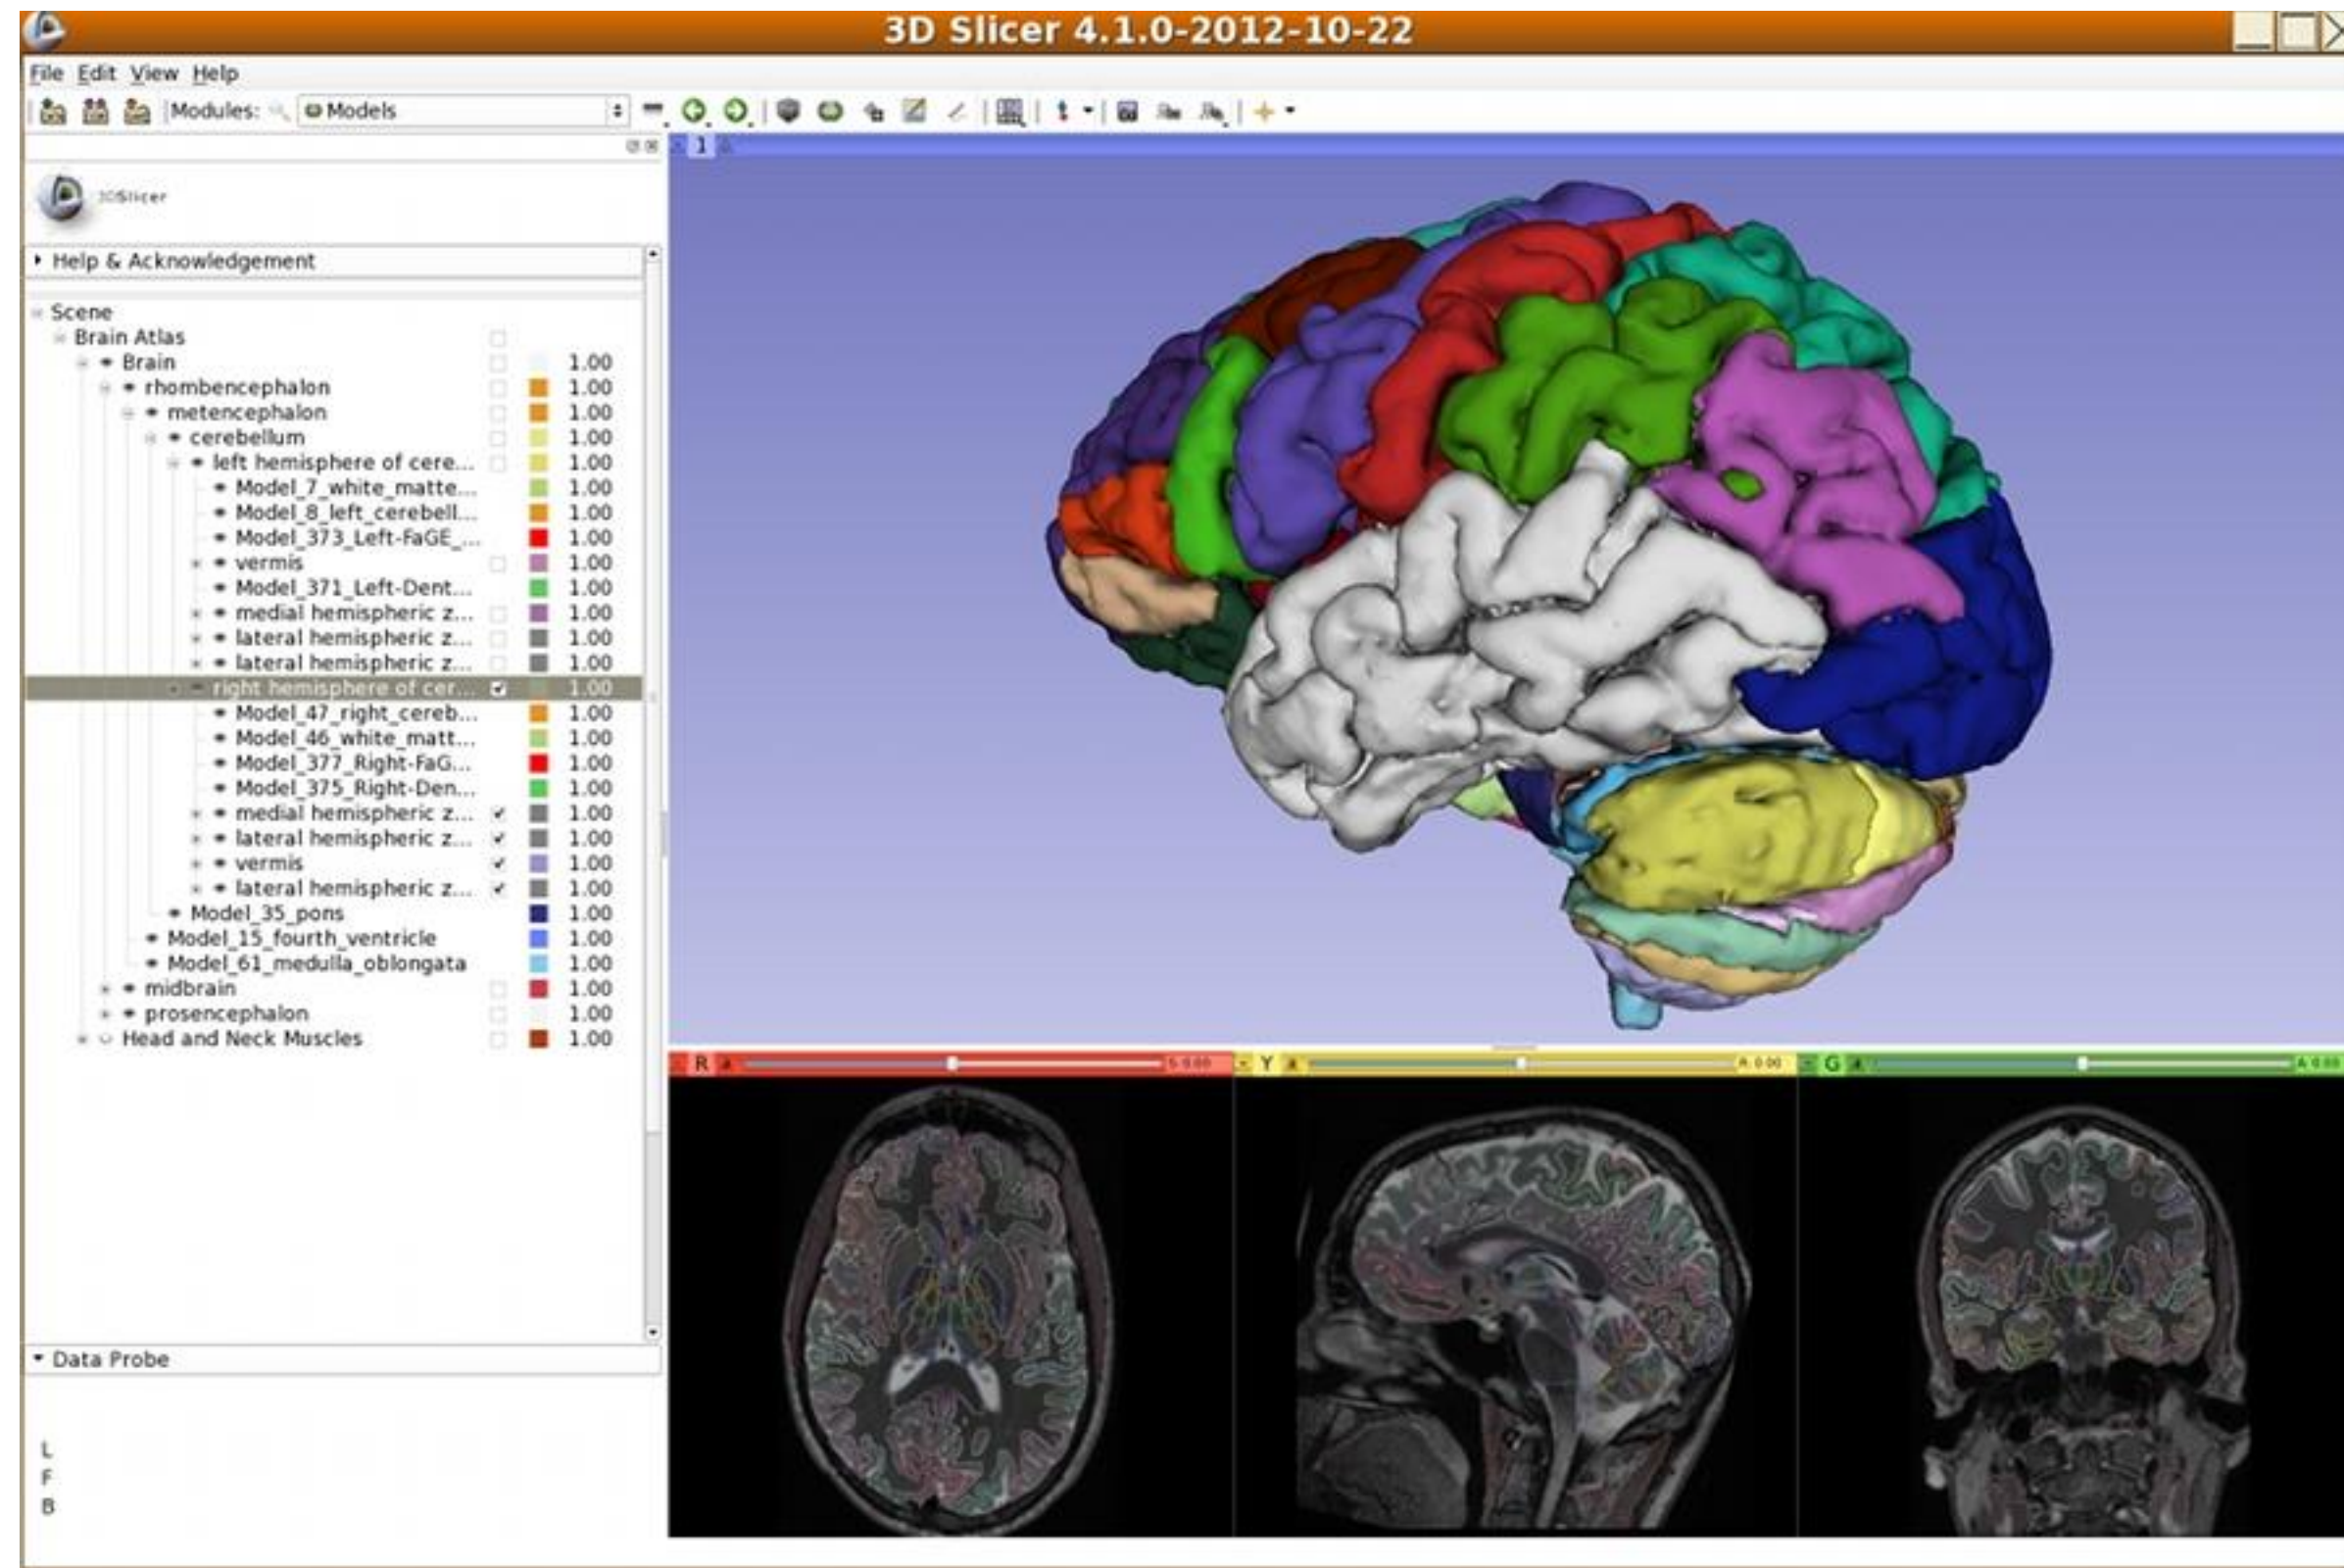 3D Slicer 4.1.0-2012-10-22
File Edit View Help
Modules: Models
1
3DSlicer
Help & Acknowledgement
Scene
Brain Atlas
Brain 1.00
rhombencephalon 1.00
metencephalon 1.00
cerebellum 1.00
left hemisphere of cere... 1.00
Model_7_white_matte... 1.00
Model_8_left_cerebell... 1.00
Model_373_Left-FaGE_... 1.00
vermis 1.00
Model_371_Left-Dent... 1.00
medial hemispheric z... 1.00
lateral hemispheric z... 1.00
lateral hemispheric z... 1.00
right hemisphere of cer... 1.00
Model_47_right_cereb... 1.00
Model_46_white_matt... 1.00
Model_377_Right-FaG... 1.00
Model_375_Right-Den... 1.00
medial hemispheric z... 1.00
lateral hemispheric z... 1.00
vermis 1.00
lateral hemispheric z... 1.00
Model_35_pons 1.00
Model_15_fourth_ventricle 1.00
Model_61_medulla_oblongata 1.00
midbrain 1.00
prosencephalon 1.00
Head and Neck Muscles 1.00
R S: 0.00 Y R: 0.00 G A: 0.00
Data Probe
L
F
B